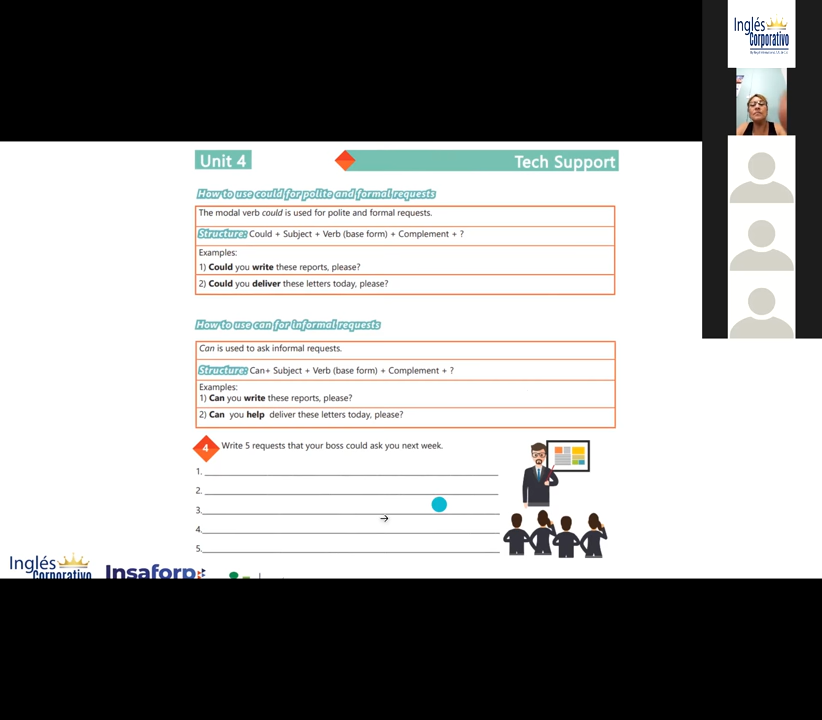 Inglés
Corporativo
Unit 4
Tech Support
How to use could for polite and formal requests
The modal verb could is used for polite and formal requests.
Structure: Could + Subject + Verb (base form) + Complement + ?
Examples:
1) Could you write these reports, please?
2) Could you deliver these letters today, please?
How to use can for informal requests
Can is used to ask informal requests.
Structure: Can+ Subject + Verb (base form) + Complement + ?
Examples:
1) Can you write these reports, please?
2) Can you help deliver these letters today, please?
4 Write 5 requests that your boss could ask you next week.
1.
2.
3.
4.
5.
Inglés
Corporativo
Insaforp